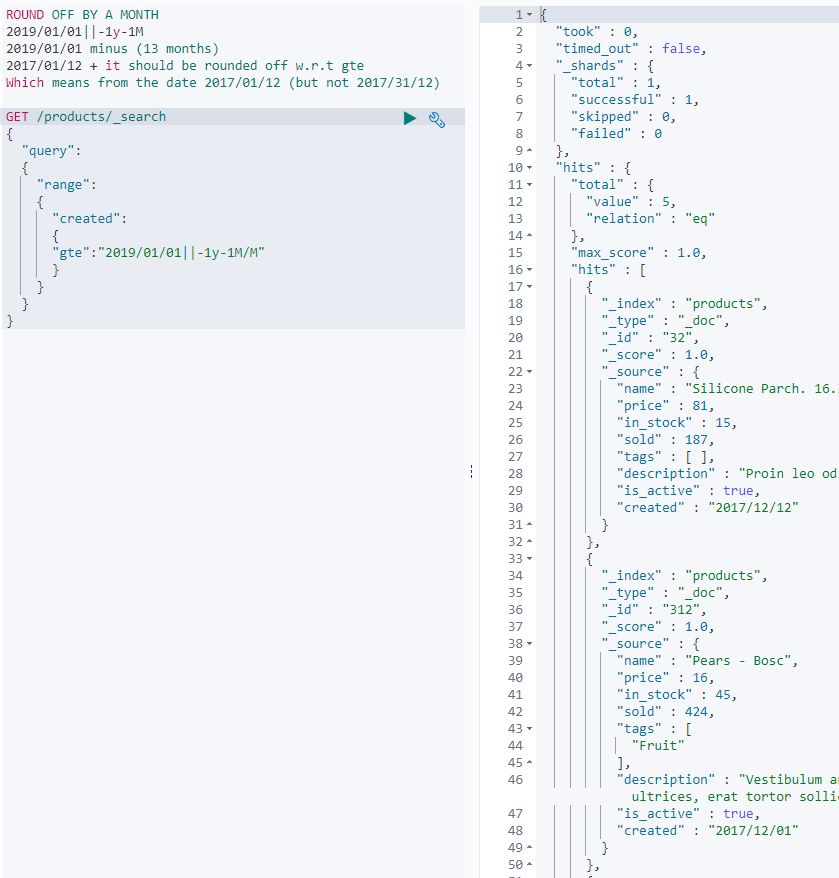 ROUND OFF BY A MONTH
2019/01/01||-1y-1M
2019/01/01 minus (13 months)
2017/01/12 + it should be rounded off w.r.t gte
Which means from the date 2017/01/12 (but not 2017/31/12)
GET /products/_search
{
"query":
{
"range":
{
"created":
{
"gte":"2019/01/01||-1y-1M/M"
}
}
}
}
1 {
2 "took" : 0,
3 "timed_out" : false,
4 "_shards" : {
5 "total" : 1,
6 "successful" : 1,
7 "skipped" : 0,
8 "failed" : 0
9 },
10 "hits" : {
11 "total" : {
12 "value" : 5,
13 "relation" : "eq"
14 },
15 "max_score" : 1.0,
16 "hits" : [
17 {
18 "_index" : "products",
19 "_type" : "_doc",
20 "_id" : "32",
21 "_score" : 1.0,
22 "_source" : {
23 "name" : "Silicone Parch. 16.
24 "price" : 81,
25 "in_stock" : 15,
26 "sold" : 187,
27 "tags" : [ ],
28 "description" : "Proin leo od
29 "is_active" : true,
30 "created" : "2017/12/12"
31 }
32 },
33 {
34 "_index" : "products",
35 "_type" : "_doc",
36 "_id" : "312",
37 "_score" : 1.0,
38 "_source" : {
39 "name" : "Pears - Bosc",
40 "price" : 16,
41 "in_stock" : 45,
42 "sold" : 424,
43 "tags" : [
44 "Fruit"
45 ],
46 "description" : "Vestibulum a
ultrices, erat tortor solli
47 "is_active" : true,
48 "created" : "2017/12/01"
49 }
50 },